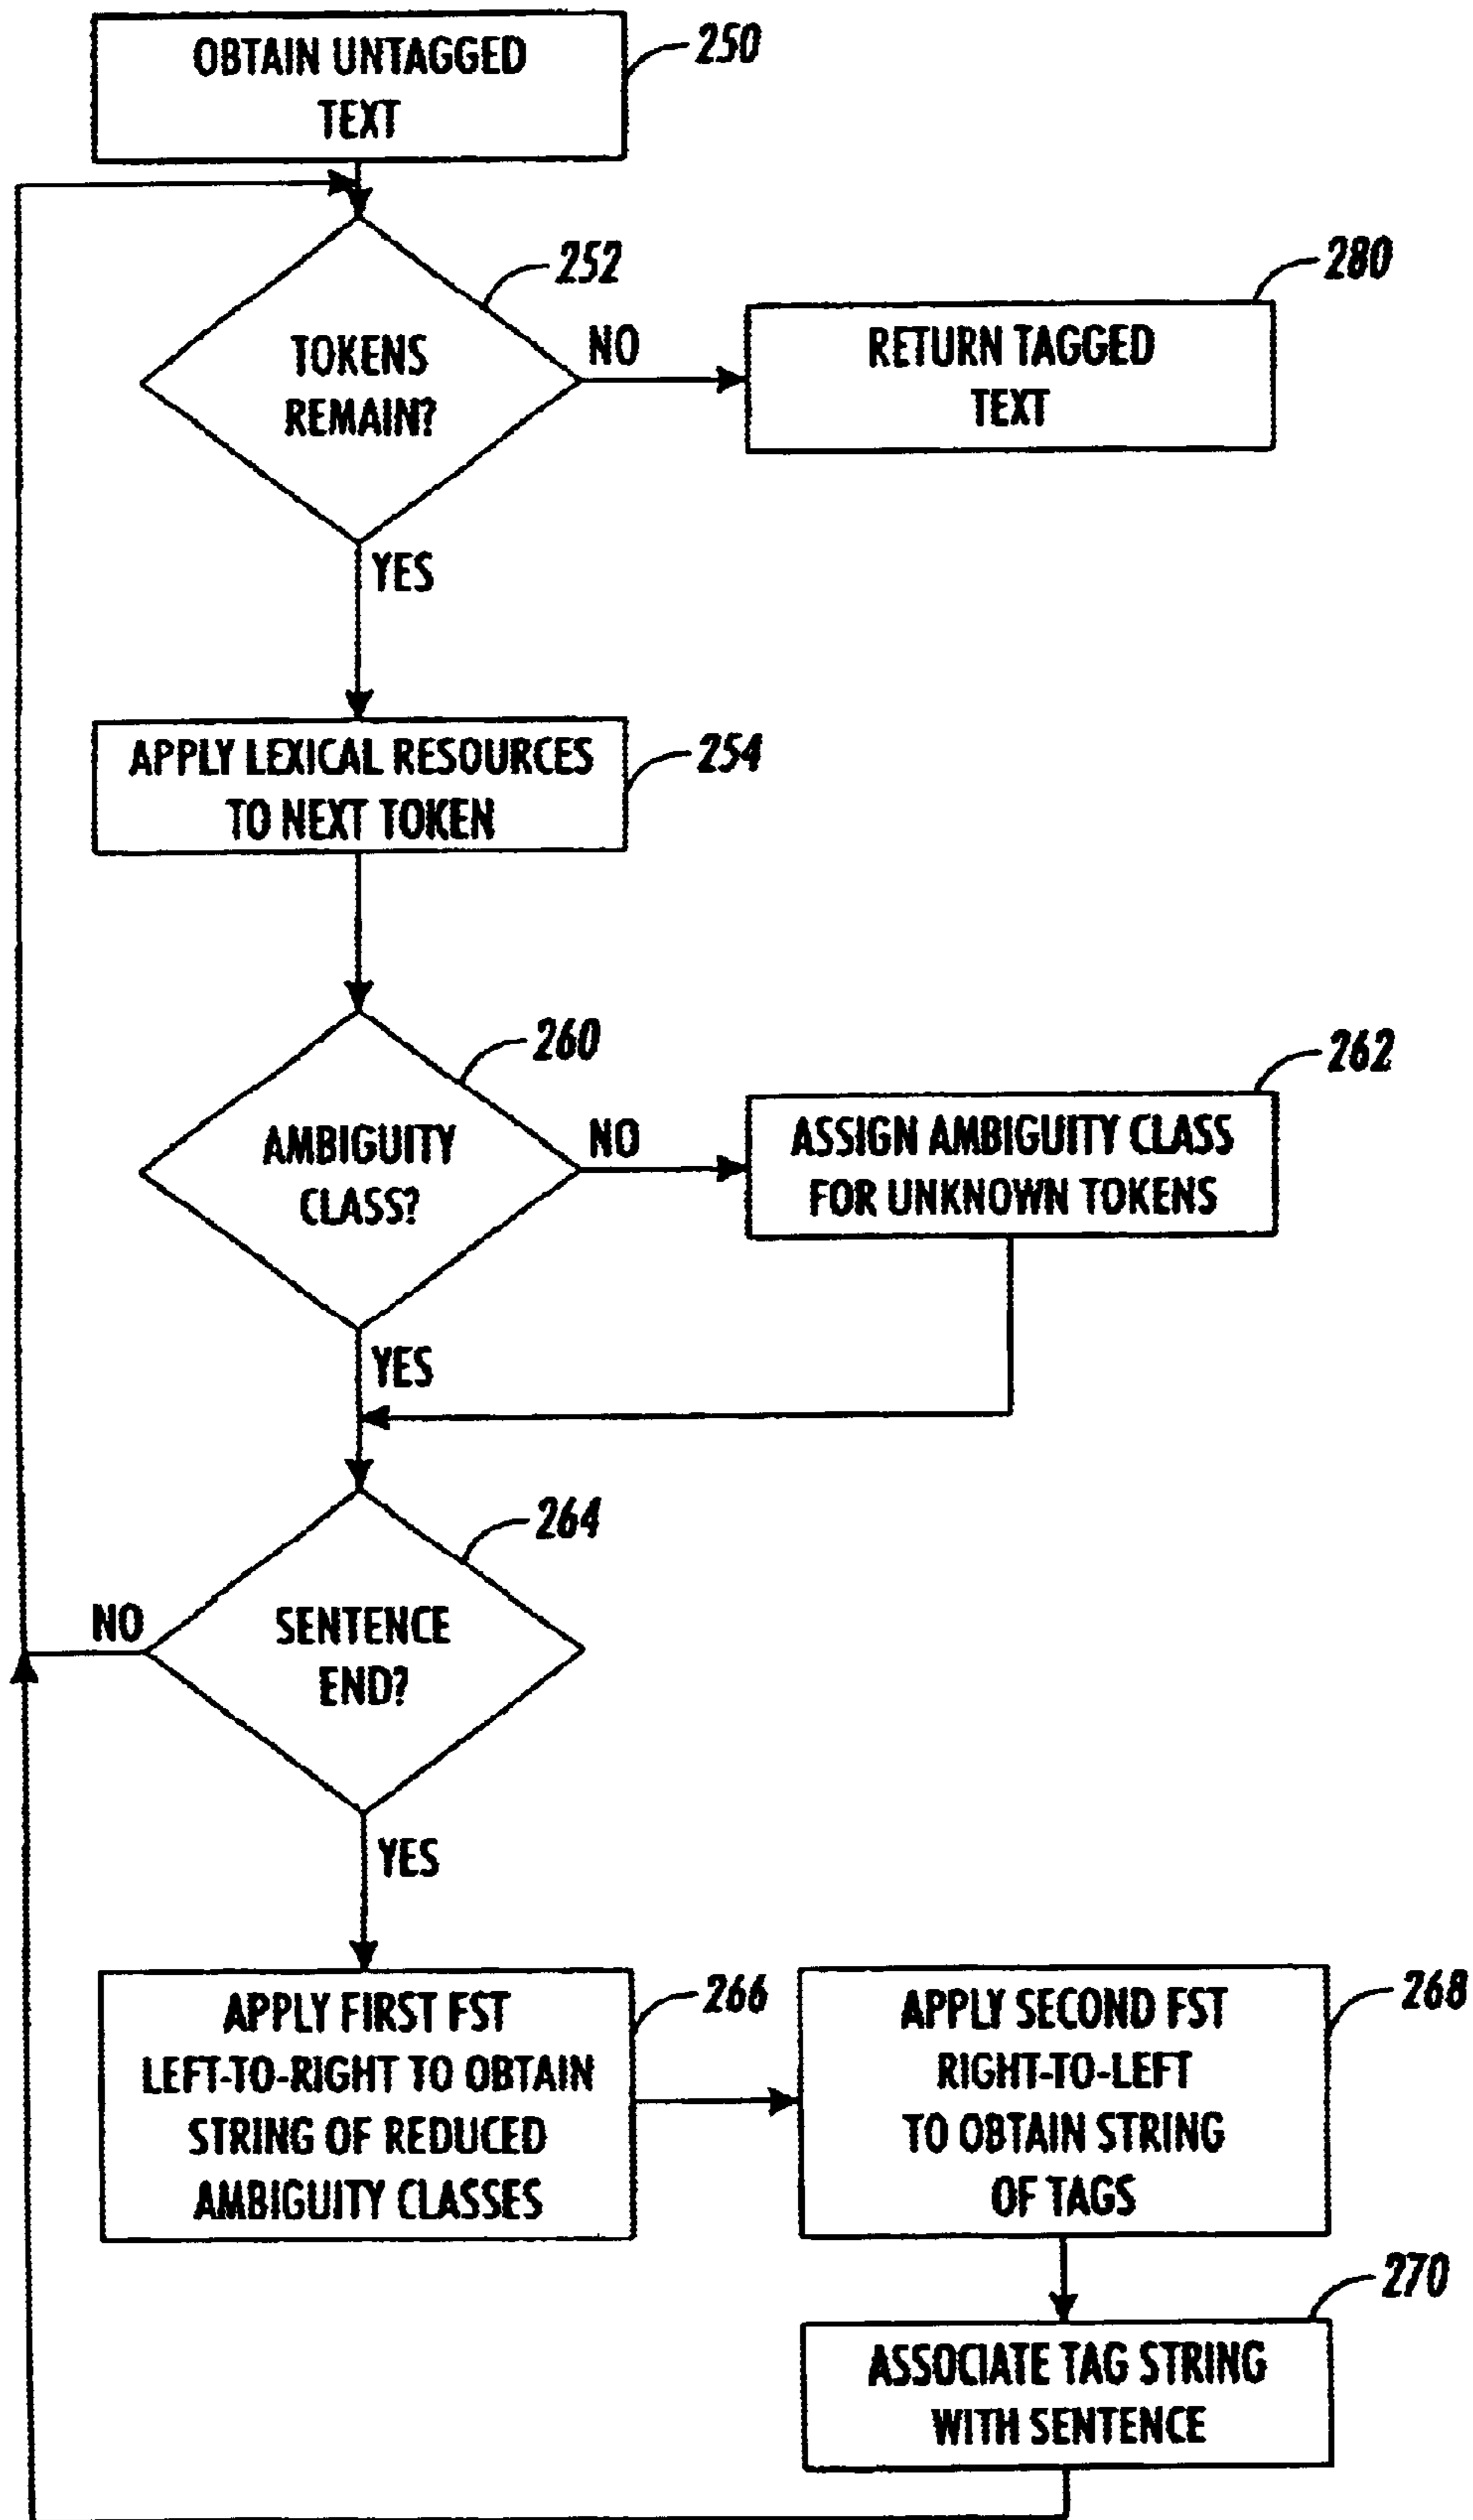 OBTAIN UNTAGGED
TEXT
250
252
TOKENS
REMAIN?
NO
280
RETURN TAGGED
TEXT
YES
APPLY LEXICAL RESOURCES
TO NEXT TOKEN
254
260
AMBIGUITY
CLASS?
NO
262
ASSIGN AMBIGUITY CLASS
FOR UNKNOWN TOKENS
YES
264
SENTENCE
END?
NO
YES
APPLY FIRST FST
LEFT-TO-RIGHT TO OBTAIN
STRING OF REDUCED
AMBIGUITY CLASSES
266
APPLY SECOND FST
RIGHT-TO-LEFT
TO OBTAIN STRING
OF TAGS
268
270
ASSOCIATE TAG STRING
WITH SENTENCE